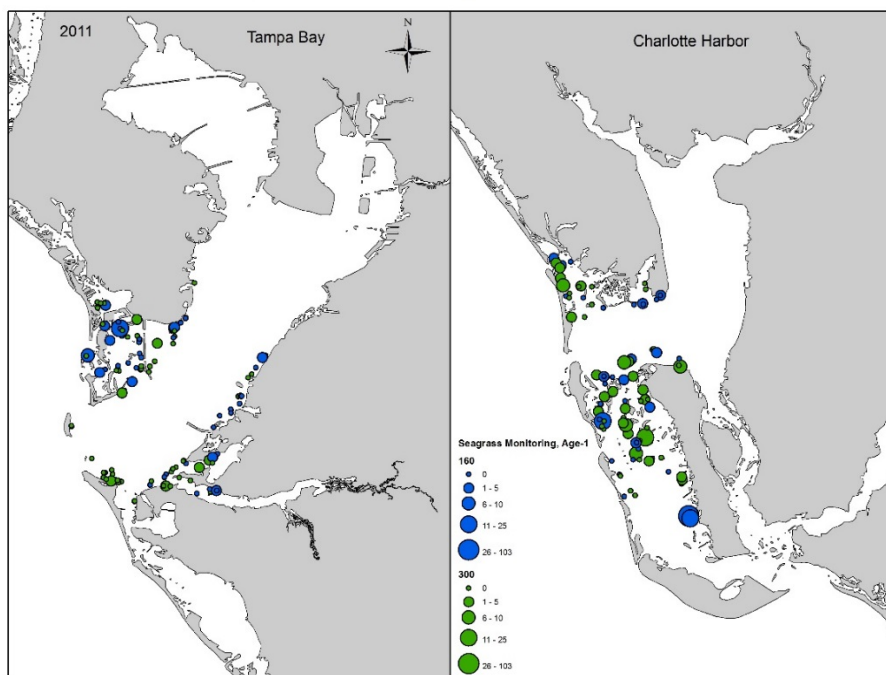 2011
Tampa Bay
N
Charlotte Harbor
Seagrass Monitoring, Age-1
160
0
1 - 5
6 - 10
11 - 25
26 - 103
300
0
1 - 5
6 - 10
11 - 25
26 - 103